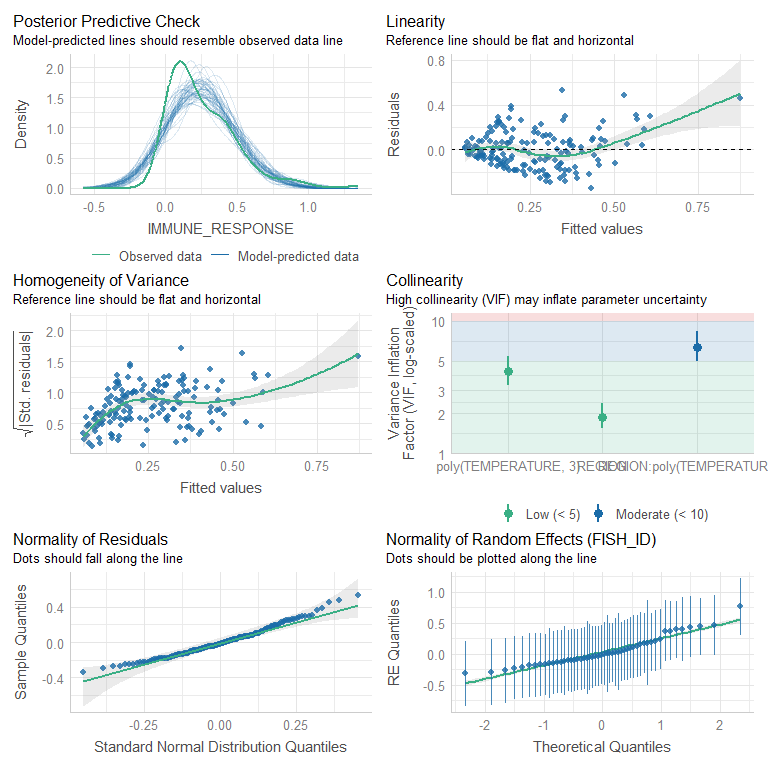 Posterior Predictive Check
Model-predicted lines should resemble observed data line
2.0
1.5
1.0
0.5
0.0
Density
-0.5
0.0
0.5
1.0
IMMUNE_RESPONSE
Observed data
Model-predicted data
Linearity
Reference line should be flat and horizontal
0.8
0.4
0.0
Residuals
0.25
0.50
0.75
Fitted values
Homogeneity of Variance
Reference line should be flat and horizontal
2.0
1.5
1.0
0.5
√|Std. residuals|
0.25
0.50
0.75
Fitted values
Collinearity
High collinearity (VIF) may inflate parameter uncertainty
10
5
3
2
1
Variance Inflation
Factor (VIF, log-scaled)
poly(TEMPERATURE, 3)
REGION
REGION:poly(TEMPERATUR
Low (< 5)
Moderate (< 10)
Normality of Residuals
Dots should fall along the line
0.4
0.0
-0.4
Sample Quantiles
-0.25
0.00
0.25
Standard Normal Distribution Quantiles
Normality of Random Effects (FISH_ID)
Dots should be plotted along the line
1.0
0.5
0.0
-0.5
RE Quantiles
-2
-1
0
1
2
Theoretical Quantiles